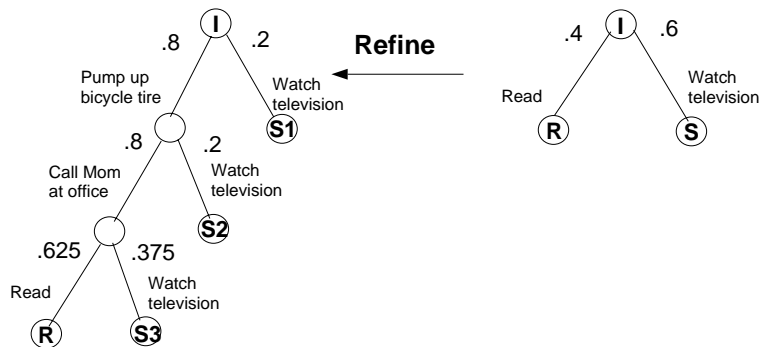 I
.8
.2
Pump up
bicycle tire
Watch
television
S1
.8
.2
Call Mom
at office
Watch
television
S2
.625
.375
Read
Watch
television
R
S3
Refine
I
.4
.6
Read
Watch
television
R
S